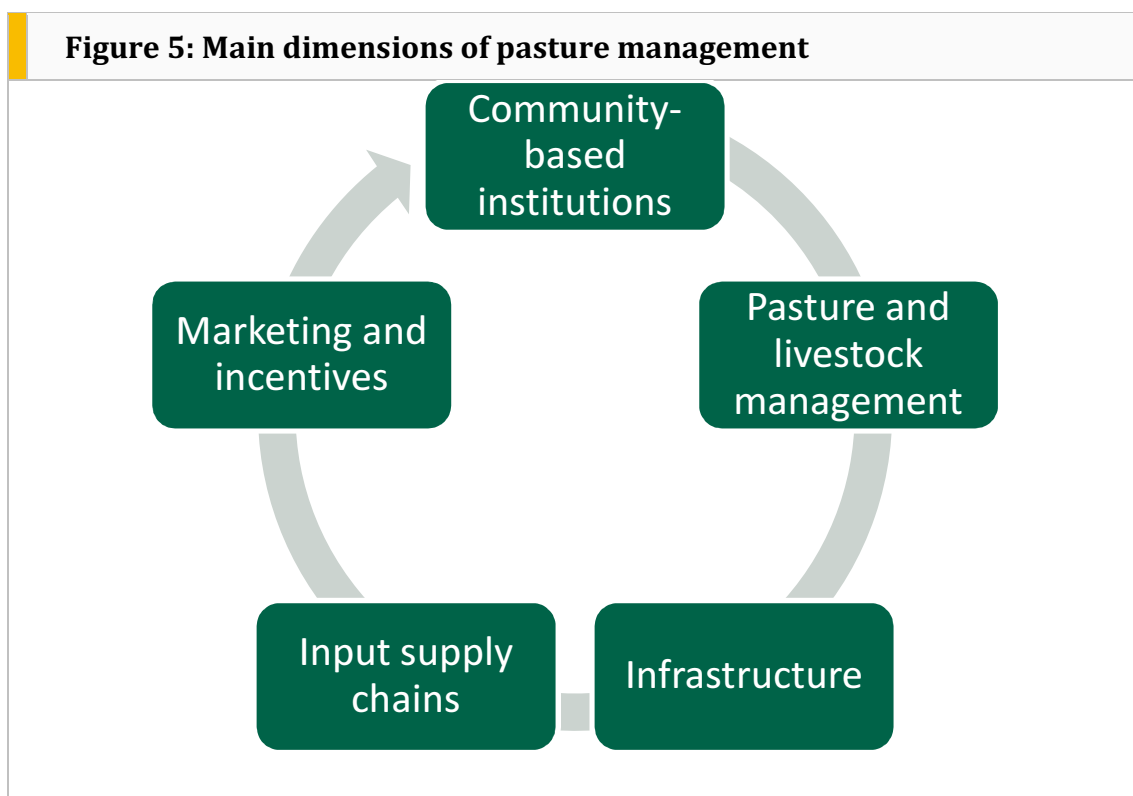 Figure 5: Main dimensions of pasture management
Community-
based
institutions
Pasture and
livestock
management
Infrastructure
Input supply
chains
Marketing and
incentives